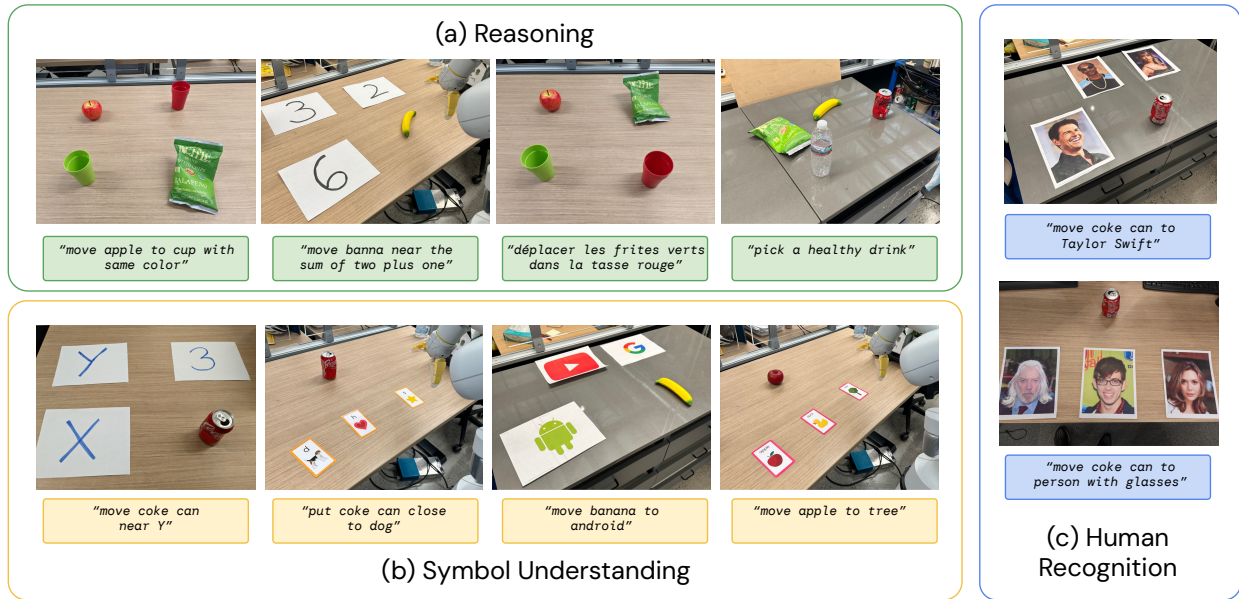 (a) Reasoning
3
2
6
JALAPEÑO
"move apple to cup with
same color"
"move banna near the
sum of two plus one"
"déplacer les frites verts
dans la tasse rouge"
"pick a healthy drink"
Y
3
X
d
h
"move coke can
near Y"
"put coke can close
to dog"
"move banana to
android"
"move apple to tree"
(b) Symbol Understanding
"move coke can to
Taylor Swift"
"move coke can to
person with glasses"
(c) Human
Recognition